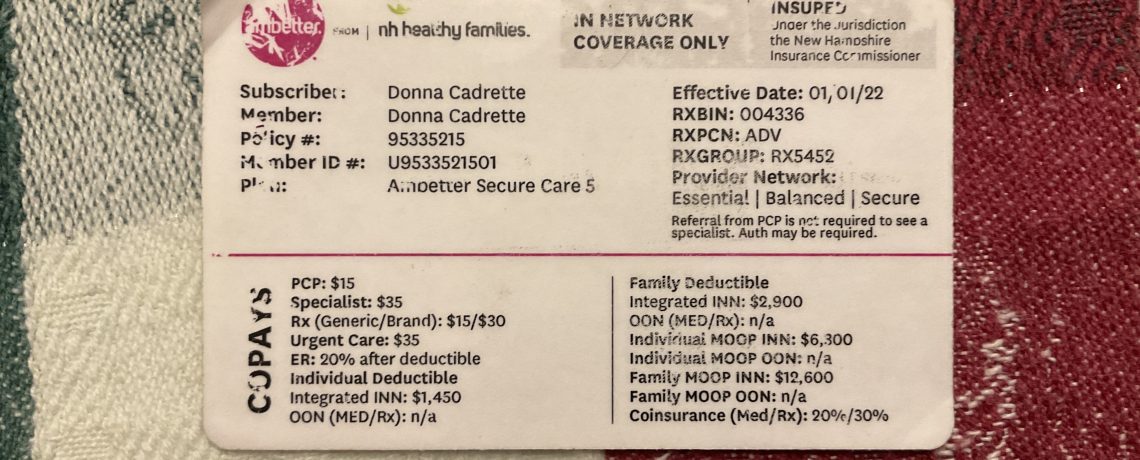 ambetter. FROM | nh healthy families.
IN NETWORK
COVERAGE ONLY
INSURED
Under the Jurisdiction
the New Hampshire
Insurance Commissioner
Subscriber: Donna Cadrette
Member: Donna Cadrette
Policy #: 95335215
Member ID #: U9533521501
Plan: Ambetter Secure Care 5
Effective Date: 01/01/22
RXBIN: 004336
RXPCN: ADV
RXGROUP: RX5452
Provider Network:
Essential | Balanced | Secure
Referral from PCP is not required to see a
specialist. Auth may be required.
COPAYS
PCP: $15
Specialist: $35
Rx (Generic/Brand): $15/$30
Urgent Care: $35
ER: 20% after deductible
Individual Deductible
Integrated INN: $1,450
OON (MED/Rx): n/a
Family Deductible
Integrated INN: $2,900
OON (MED/Rx): n/a
Individual MOOP INN: $6,300
Individual MOOP OON: n/a
Family MOOP INN: $12,600
Family MOOP OON: n/a
Coinsurance (Med/Rx): 20%/30%